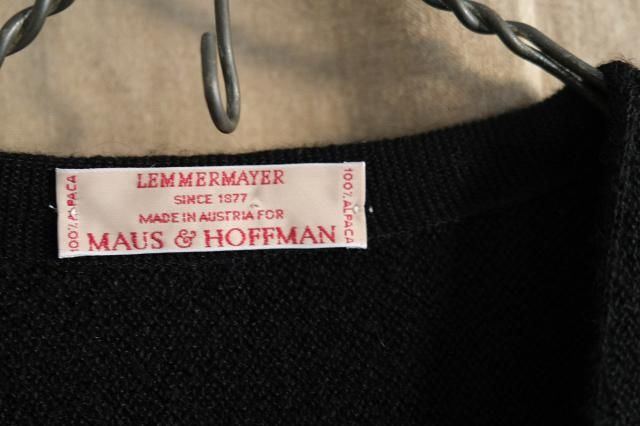 LEMMERMAYER
SINCE 1877
MADE IN AUSTRIA FOR
MAUS & HOFFMAN
100% ALPACA
100% ALPACA